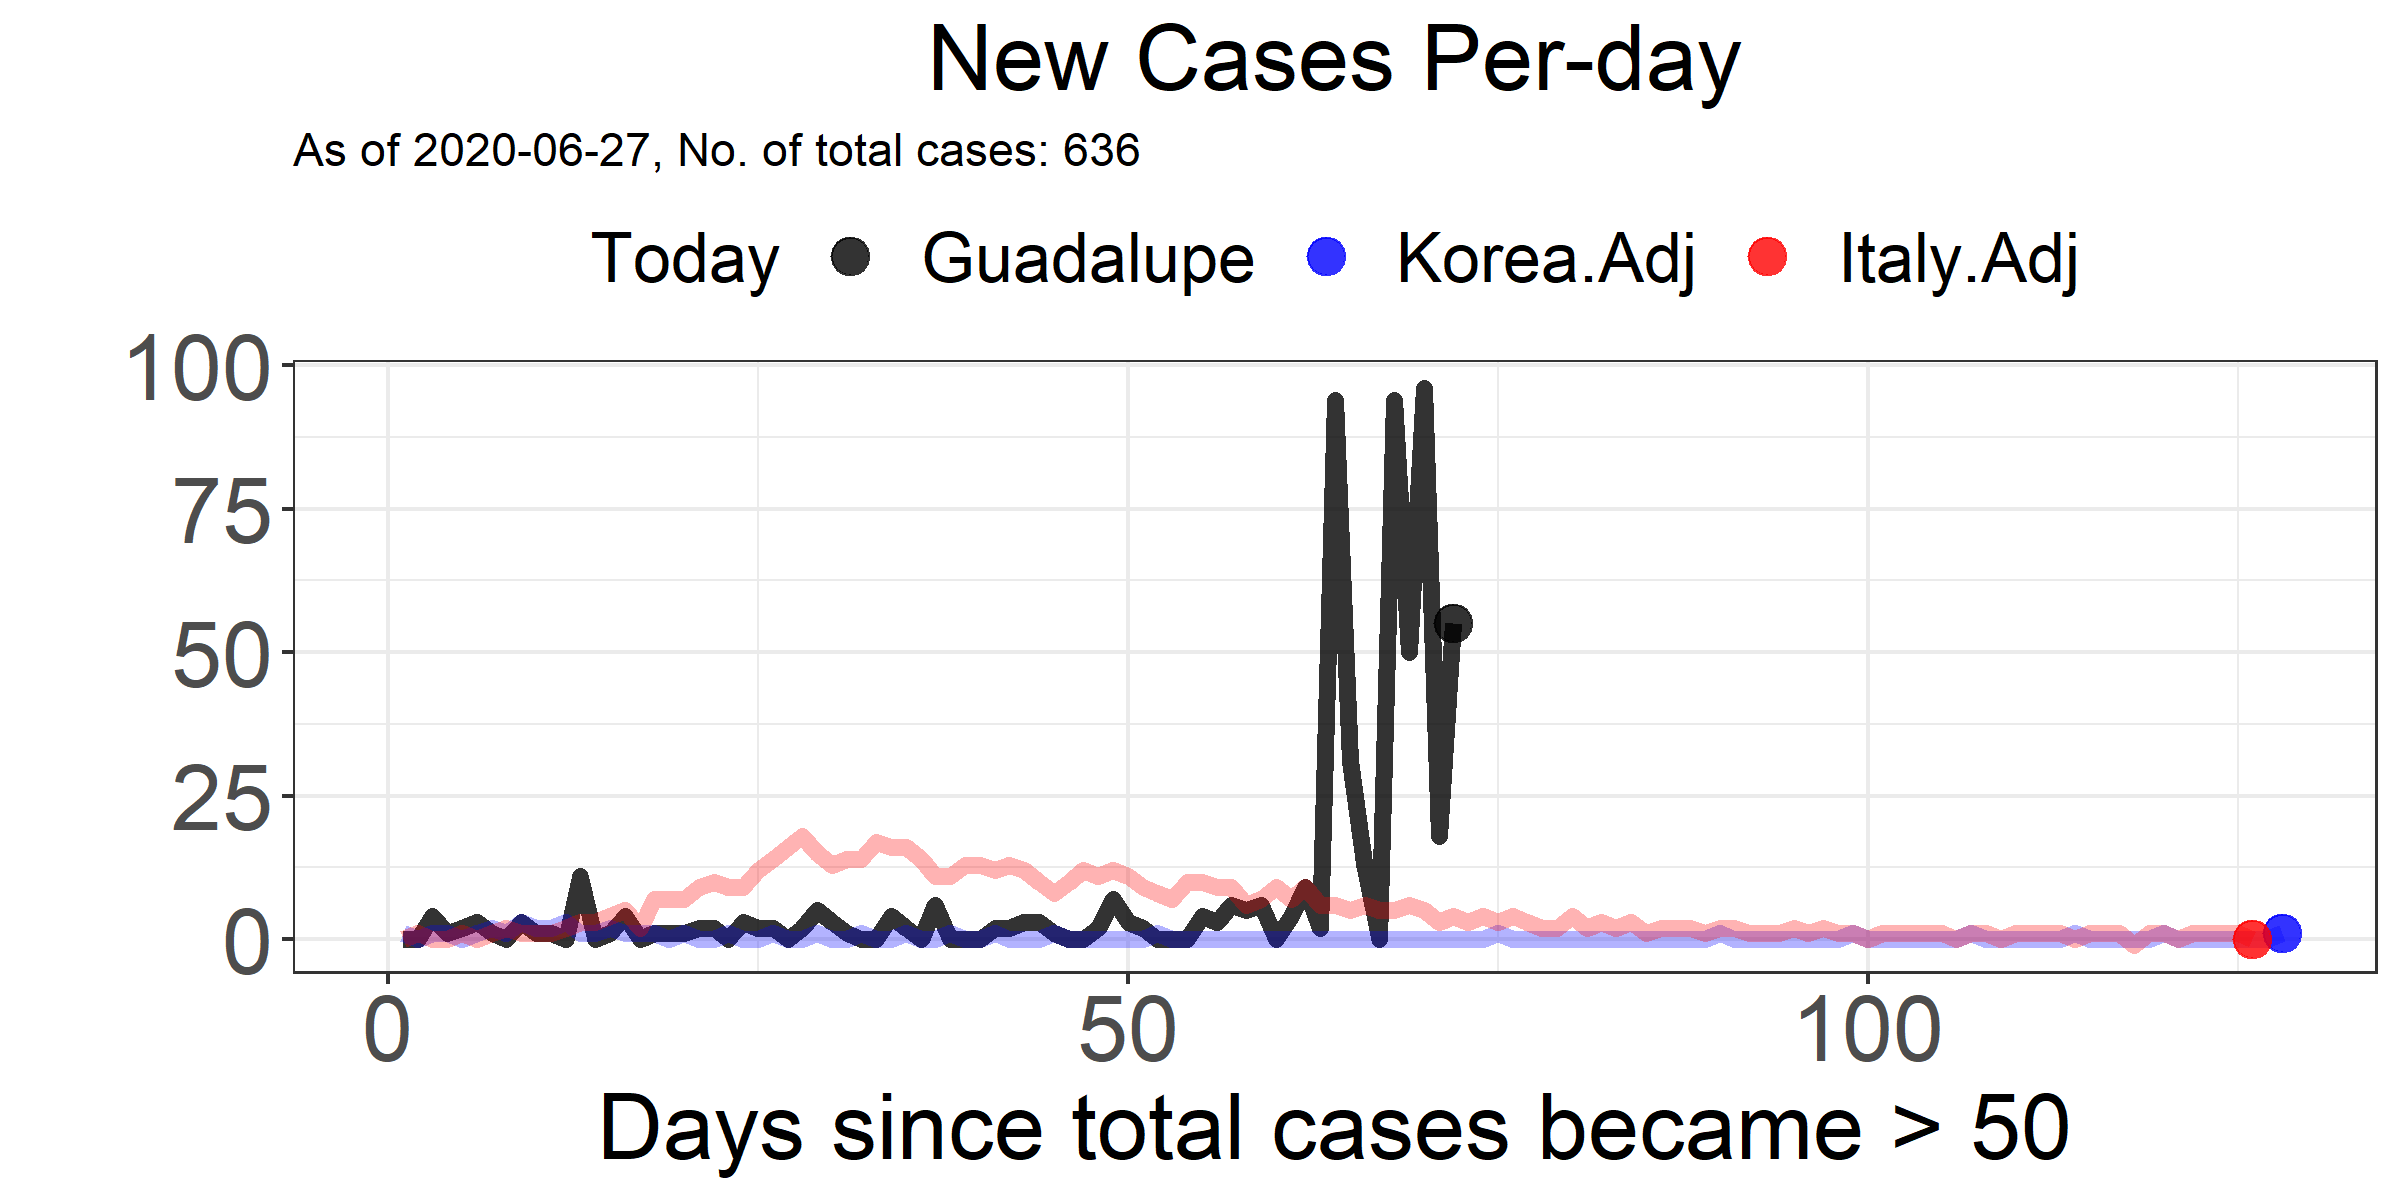 New Cases Per-day
As of 2020-06-27, No. of total cases: 636
Today Guadalupe Korea.Adj Italy.Adj
100
75
50
25
0
0 50 100
Days since total cases became > 50